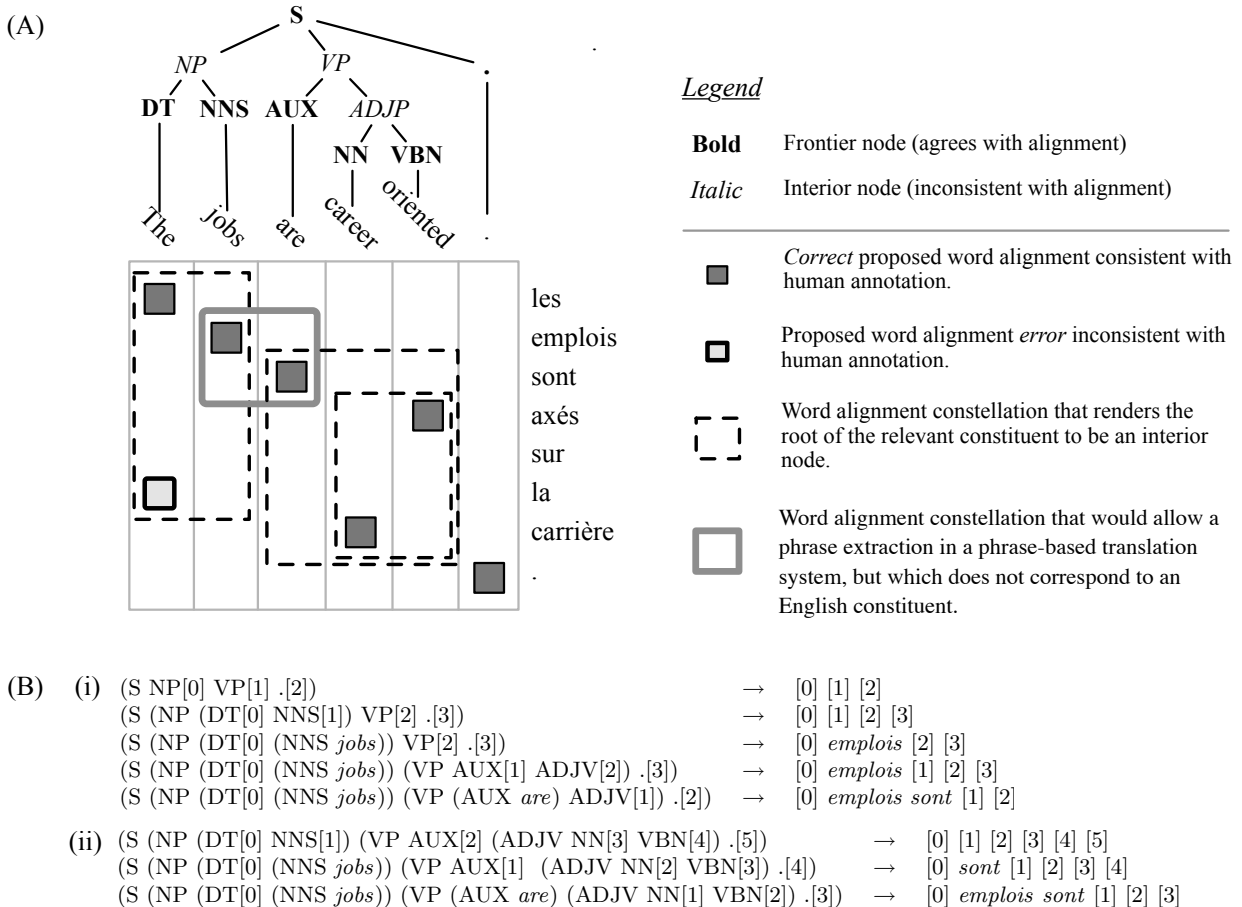 (A)
S
NP VP .
DT NNS AUX ADJP
NN VBN
The jobs are career oriented .
les
emplois
sont
axés
sur
la
carrière
.
Legend
Bold Frontier node (agrees with alignment)
Italic Interior node (inconsistent with alignment)
Correct proposed word alignment consistent with
human annotation.
Proposed word alignment error inconsistent with
human annotation.
Word alignment constellation that renders the
root of the relevant constituent to be an interior
node.
Word alignment constellation that would allow a
phrase extraction in a phrase-based translation
system, but which does not correspond to an
English constituent.
(B) (i) (S NP[0] VP[1] .[2]) → [0] [1] [2]
(S (NP (DT[0] NNS[1]) VP[2] .[3]) → [0] [1] [2] [3]
(S (NP (DT[0] (NNS jobs)) VP[2] .[3]) → [0] emplois [2] [3]
(S (NP (DT[0] (NNS jobs)) (VP AUX[1] ADJV[2]) .[3]) → [0] emplois [1] [2] [3]
(S (NP (DT[0] (NNS jobs)) (VP (AUX are) ADJV[1]) .[2]) → [0] emplois sont [1] [2]
(ii) (S (NP (DT[0] NNS[1]) (VP AUX[2] (ADJV NN[3] VBN[4]) .[5]) → [0] [1] [2] [3] [4] [5]
(S (NP (DT[0] (NNS jobs)) (VP AUX[1] (ADJV NN[2] VBN[3]) .[4]) → [0] sont [1] [2] [3] [4]
(S (NP (DT[0] (NNS jobs)) (VP (AUX are) (ADJV NN[1] VBN[2]) .[3]) → [0] emplois sont [1] [2] [3]